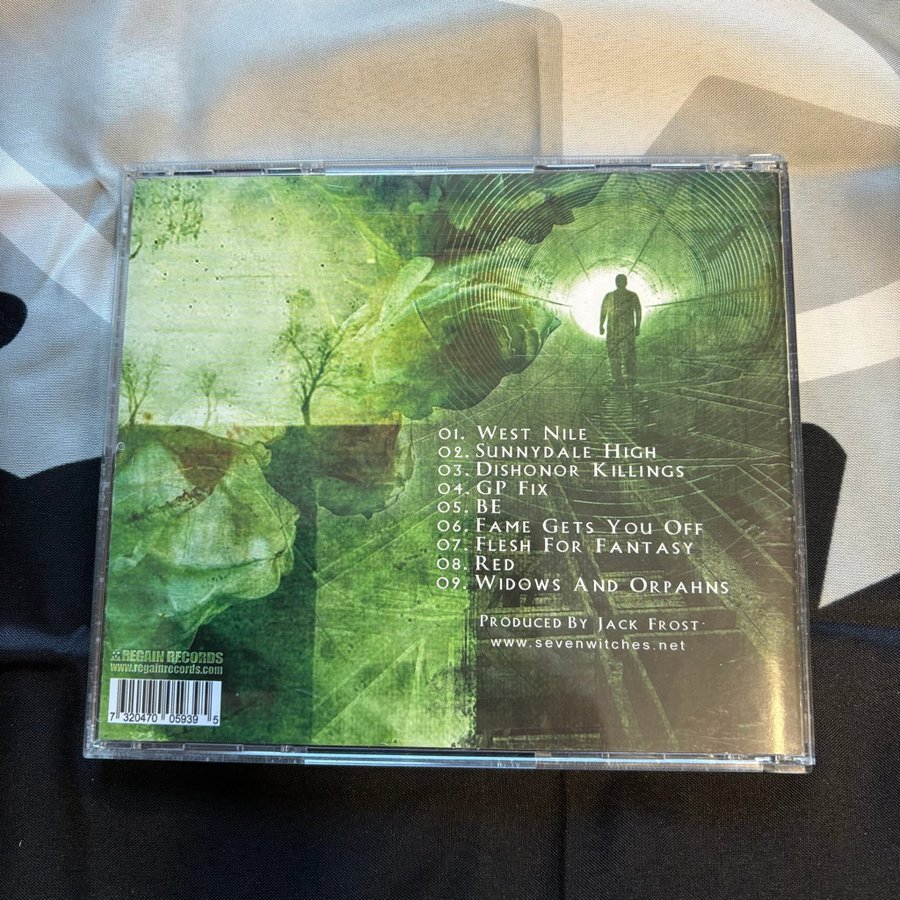 01. West Nile
02. Sunnydale High
03. Dishonor Killings
04. GP Fix
05. BE
06. Fame Gets You Off
07. Flesh For Fantasy
08. Red
09. Widows And Orpahns
Produced By Jack Frost
www.sevenwitches.net
REGAIN RECORDS
www.regainrecords.com
7 320470 05939 5